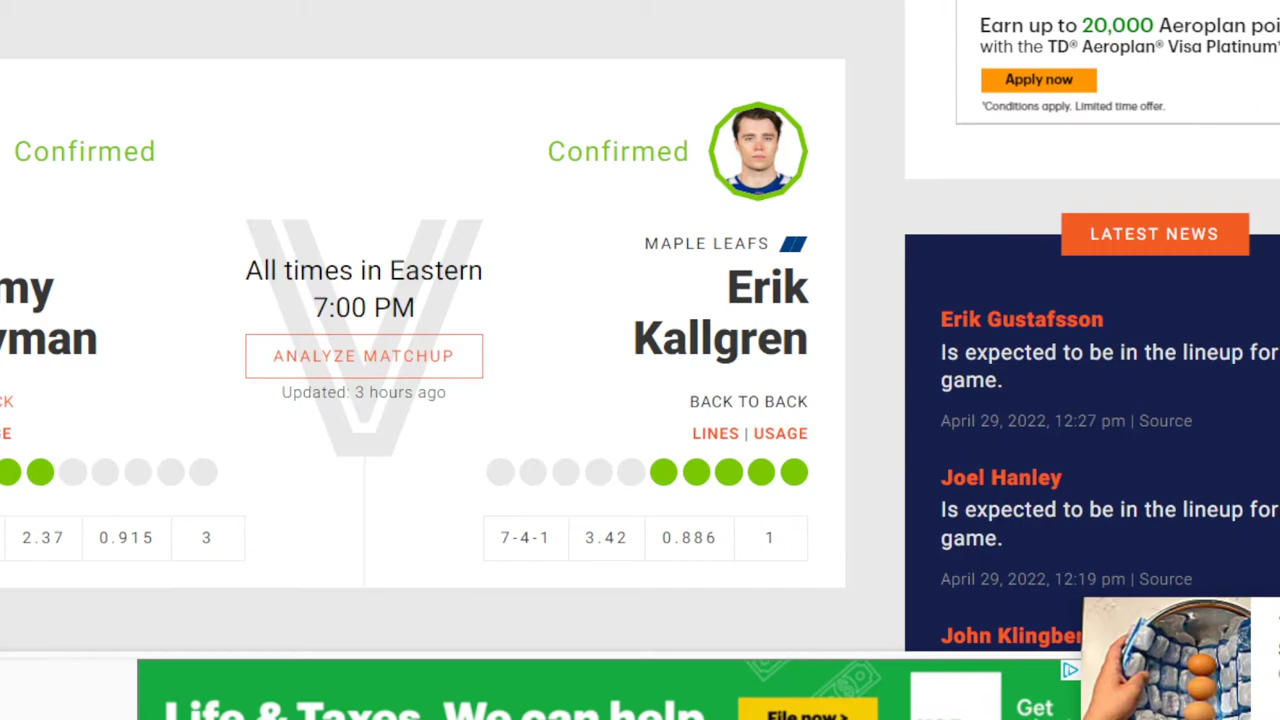 Earn up to 20,000 Aeroplan poi
with the TD® Aeroplan® Visa Platinum*
Apply now
*Conditions apply. Limited time offer.
Confirmed
Confirmed
MAPLE LEAFS
my
yman
Erik
Kallgren
All times in Eastern
7:00 PM
ANALYZE MATCHUP
Updated: 3 hours ago
CK
GE
BACK TO BACK
LINES | USAGE
2.37 0.915 3
7-4-1 3.42 0.886 1
LATEST NEWS
Erik Gustafsson
Is expected to be in the lineup for
game.
April 29, 2022, 12:27 pm | Source
Joel Hanley
Is expected to be in the lineup for
game.
April 29, 2022, 12:19 pm | Source
John Klingber
Life & Taxes. We can help
File now >
Get